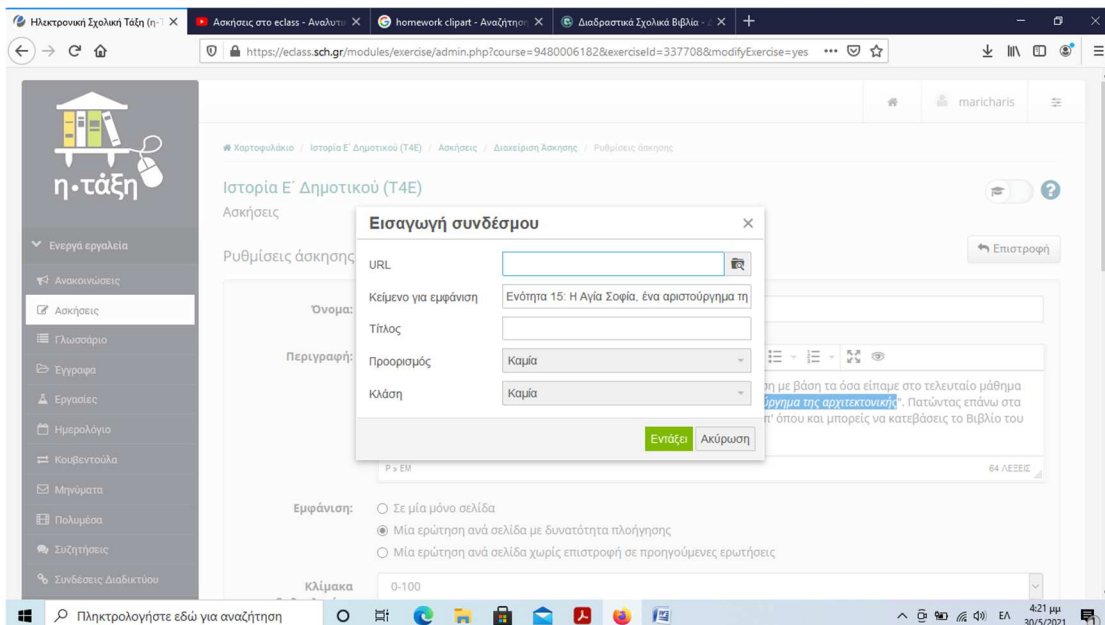 Ηλεκτρονική Σχολική Τάξη (η-Τ
Ασκήσεις στο eclass - Αναλυτι
homework clipart - Αναζήτηση
Διαδραστικά Σχολικά Βιβλία -
https://eclass.sch.gr/modules/exercise/admin.php?course=9480006182&exerciseId=337708&modifyExercise=yes
η•τάξη
maricharis
Χαρτοφυλάκιο / Ιστορία Ε΄ Δημοτικού (Τ4Ε) / Ασκήσεις / Διαχείριση Άσκησης / Ρυθμίσεις άσκησης
Ιστορία Ε΄ Δημοτικού (Τ4Ε)
Ασκήσεις
Ρυθμίσεις άσκησης
Επιστροφή
Ενεργά εργαλεία
Ανακοινώσεις
Ασκήσεις
Γλωσσάριο
Έγγραφα
Εργασίες
Ημερολόγιο
Κουβεντούλα
Μηνύματα
Πολυμέσα
Συζητήσεις
Συνδέσεις Διαδικτύου
Εισαγωγή συνδέσμου
URL
Κείμενο για εμφάνιση Ενότητα 15: Η Αγία Σοφία, ένα αριστούργημα τη
Τίτλος
Προορισμός Καμία
Κλάση Καμία
Εντάξει Ακύρωση
Όνομα:
Περιγραφή:
ση με βάση τα όσα είπαμε στο τελευταίο μάθημα
ύργημα της αρχιτεκτονικής". Πατώντας επάνω στα
π' όπου και μπορείς να κατεβάσεις το Βιβλίο του
P » EM
64 ΛΕΞΕΙΣ
Εμφάνιση:
Σε μία μόνο σελίδα
Μία ερώτηση ανά σελίδα με δυνατότητα πλοήγησης
Μία ερώτηση ανά σελίδα χωρίς επιστροφή σε προηγούμενες ερωτήσεις
Κλίμακα
0-100
Πληκτρολογήστε εδώ για αναζήτηση
ΕΛ
4:21 μμ
30/5/2021